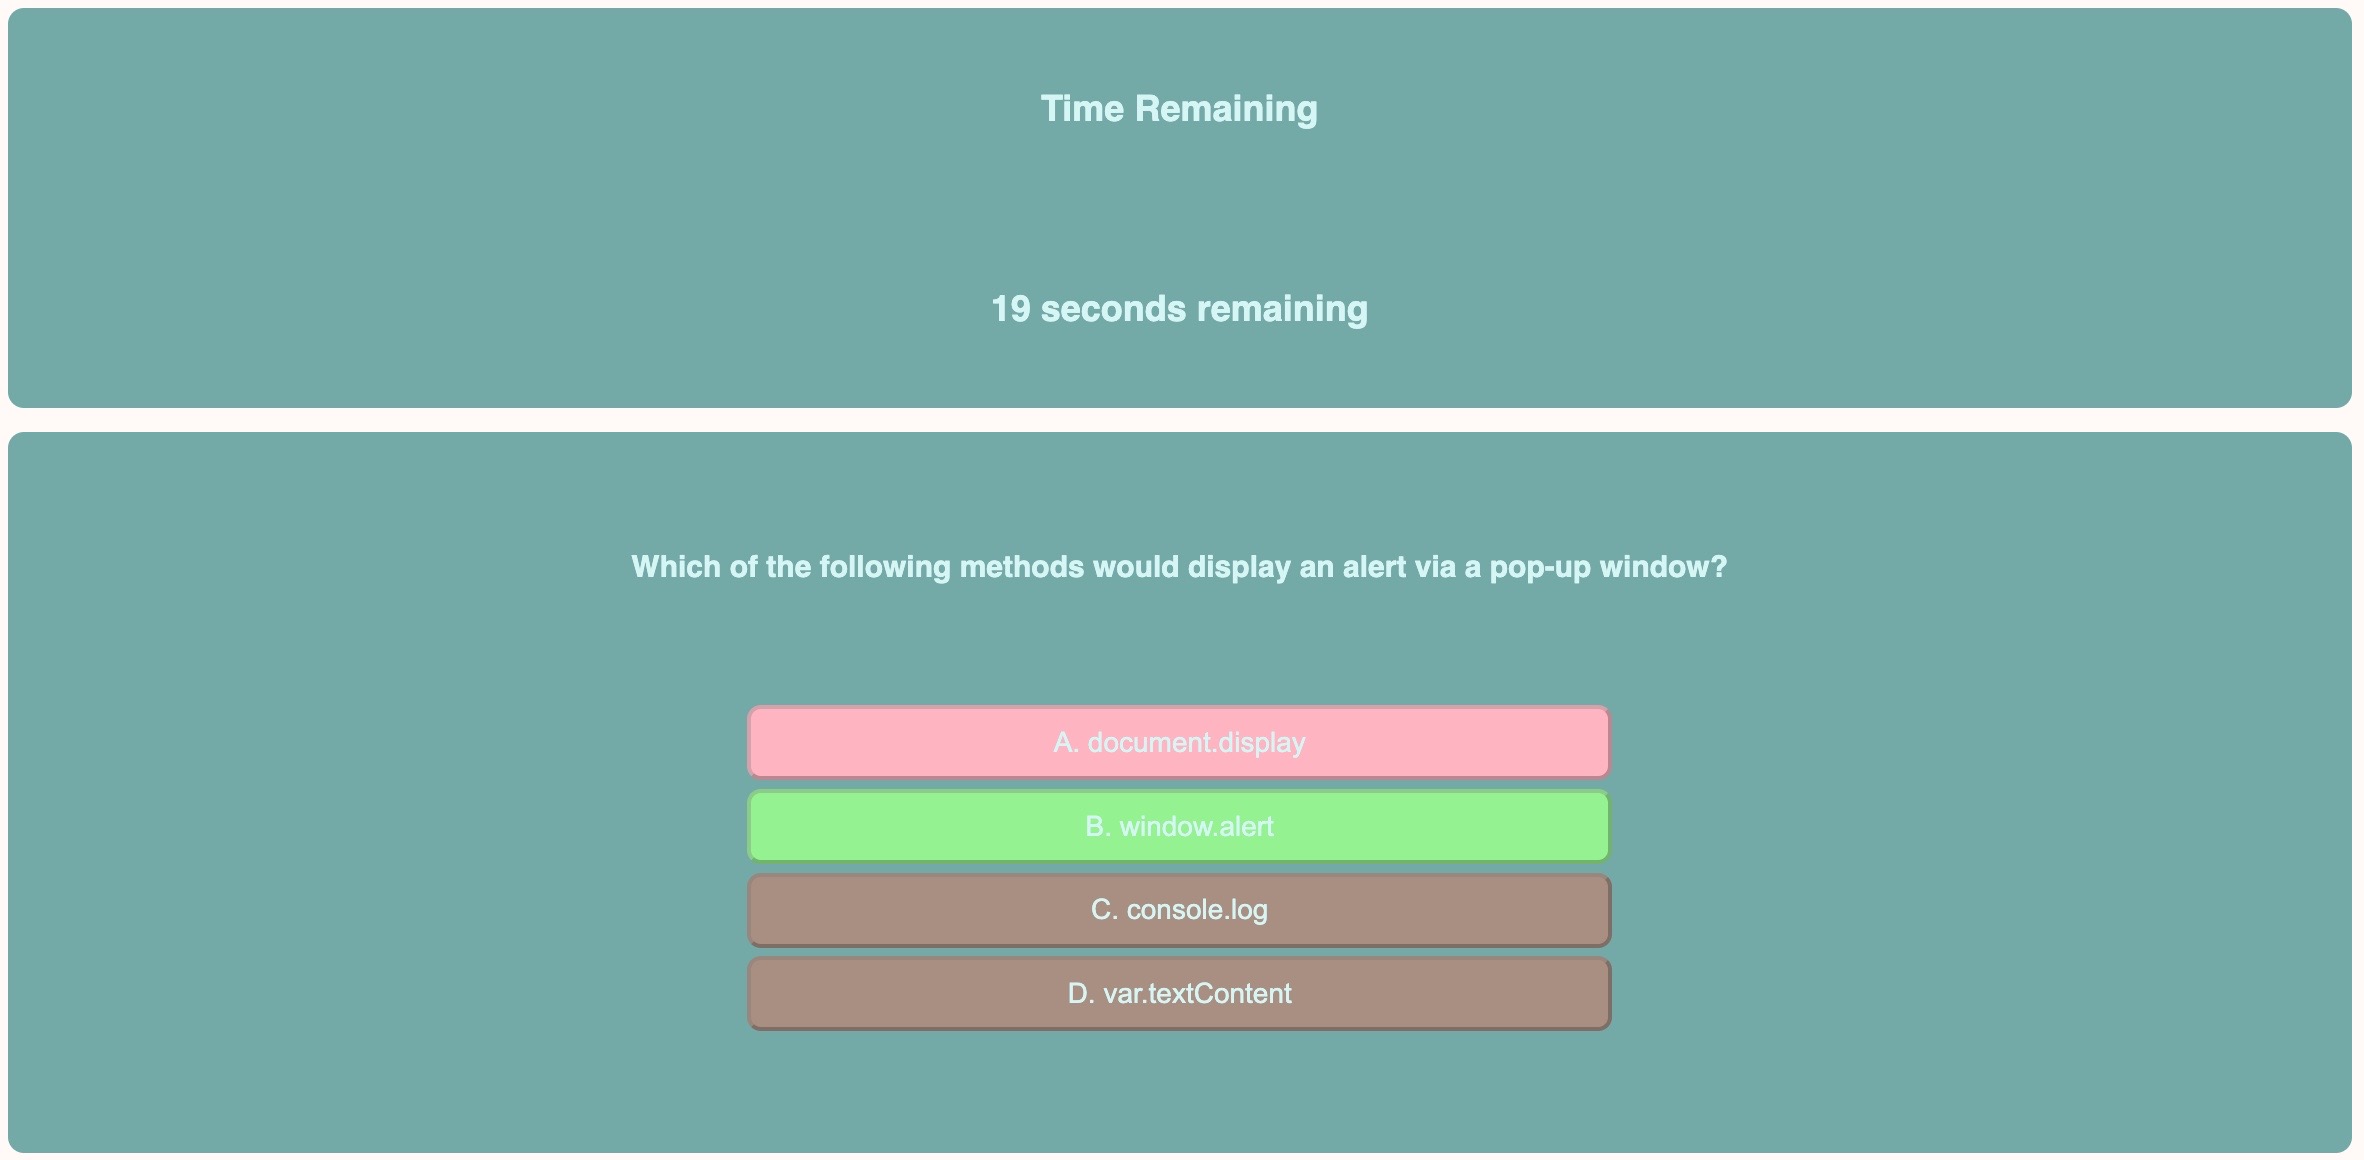 Time Remaining
19 seconds remaining
Which of the following methods would display an alert via a pop-up window?
A. document.display
B. window.alert
C. console.log
D. var.textContent